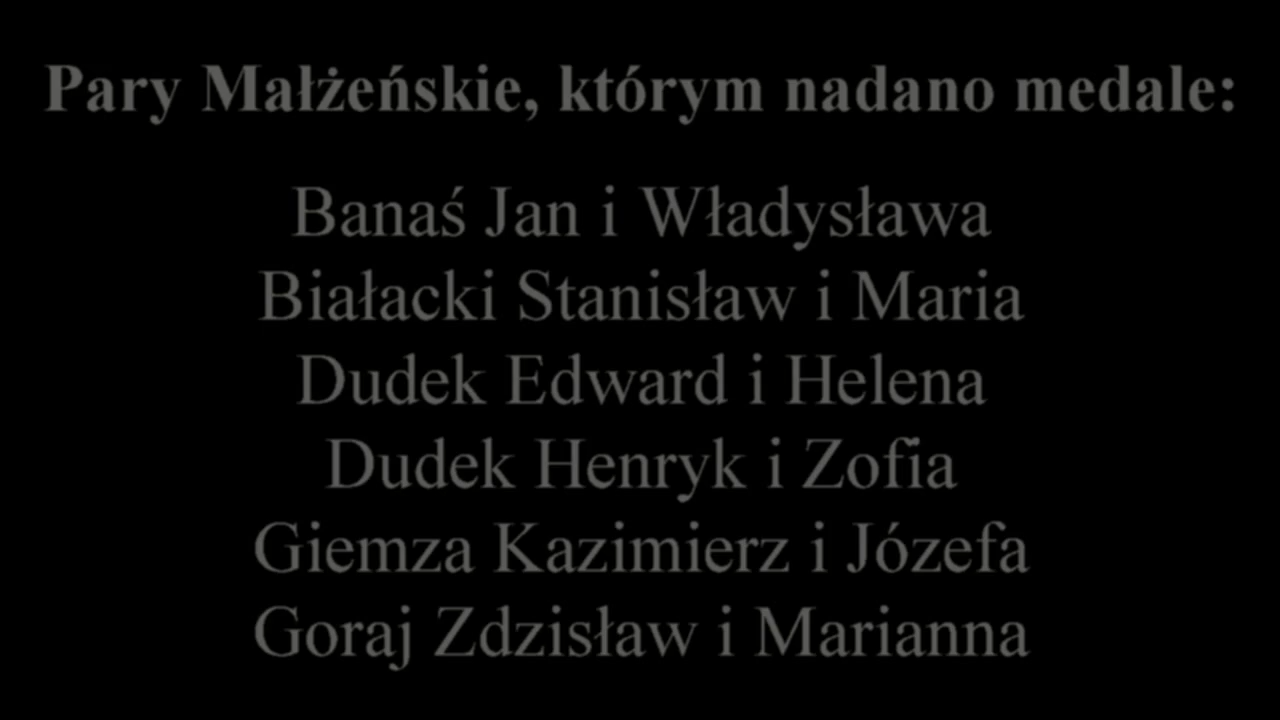 Pary Małżeńskie, którym nadano medale:
Banaś Jan i Władysława
Białacki Stanisław i Maria
Dudek Edward i Helena
Dudek Henryk i Zofia
Giemza Kazimierz i Józefa
Goraj Zdzisław i Marianna